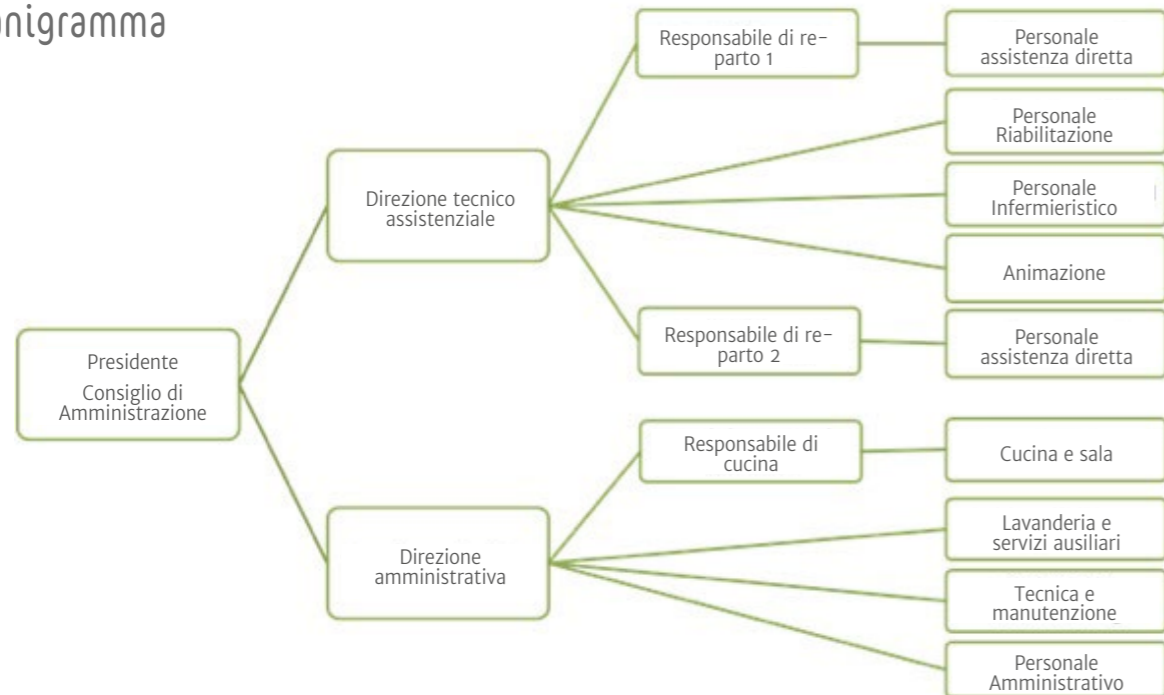 anigramma
Responsabile di re-
parto 1
Personale
assistenza diretta
Personale
Riabilitazione
Direzione tecnico
assistenziale
Personale
Infermieristico
Animazione
Responsabile di re-
parto 2
Personale
assistenza diretta
Presidente
Consiglio di
Amministrazione
Responsabile di
cucina
Cucina e sala
Lavanderia e
servizi ausiliari
Direzione
amministrativa
Tecnica e
manutenzione
Personale
Amministrativo